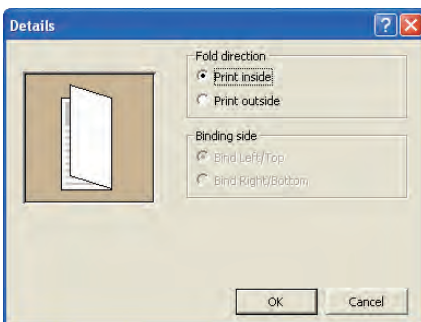 Details
Fold direction
Print inside
Print outside
Binding side
Bind Left/Top
Bind Right/Bottom
OK
Cancel